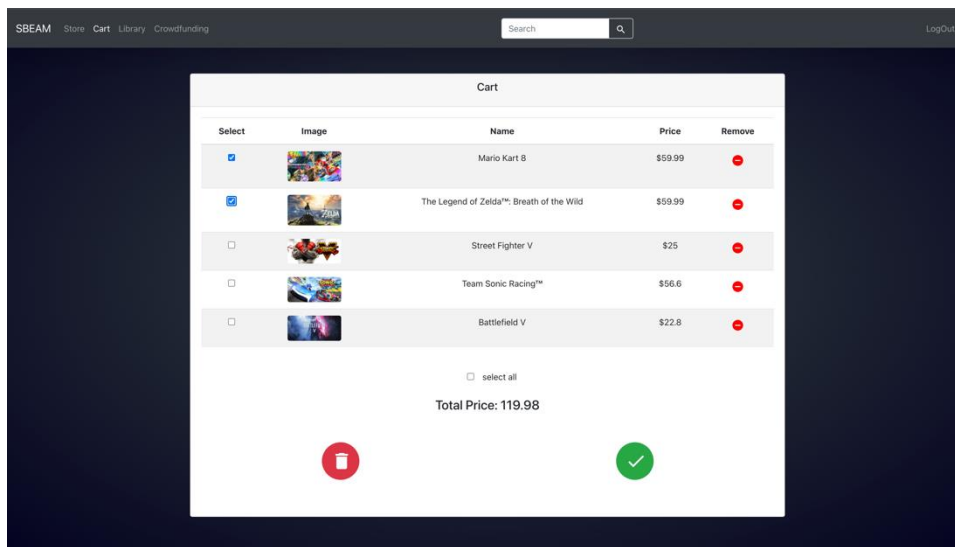 SBEAM Store Cart Library Crowdfunding Search LogOut
Cart
Select Image Name Price Remove
Mario Kart 8 $59.99
ZELDA
The Legend of Zelda™: Breath of the Wild $59.99
Street Fighter V $25
Team Sonic Racing™ $56.6
Battlefield V $22.8
select all
Total Price: 119.98